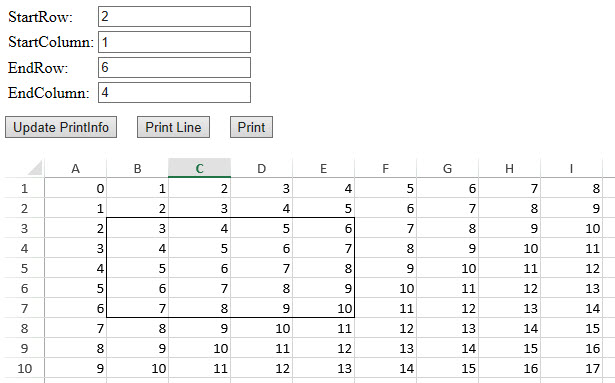 StartRow: 2
StartColumn: 1
EndRow: 6
EndColumn: 4
Update PrintInfo Print Line Print
A B C D E F G H I
1 0 1 2 3 4 5 6 7 8
2 1 2 3 4 5 6 7 8 9
3 2 3 4 5 6 7 8 9 10
4 3 4 5 6 7 8 9 10 11
5 4 5 6 7 8 9 10 11 12
6 5 6 7 8 9 10 11 12 13
7 6 7 8 9 10 11 12 13 14
8 7 8 9 10 11 12 13 14 15
9 8 9 10 11 12 13 14 15 16
10 9 10 11 12 13 14 15 16 17